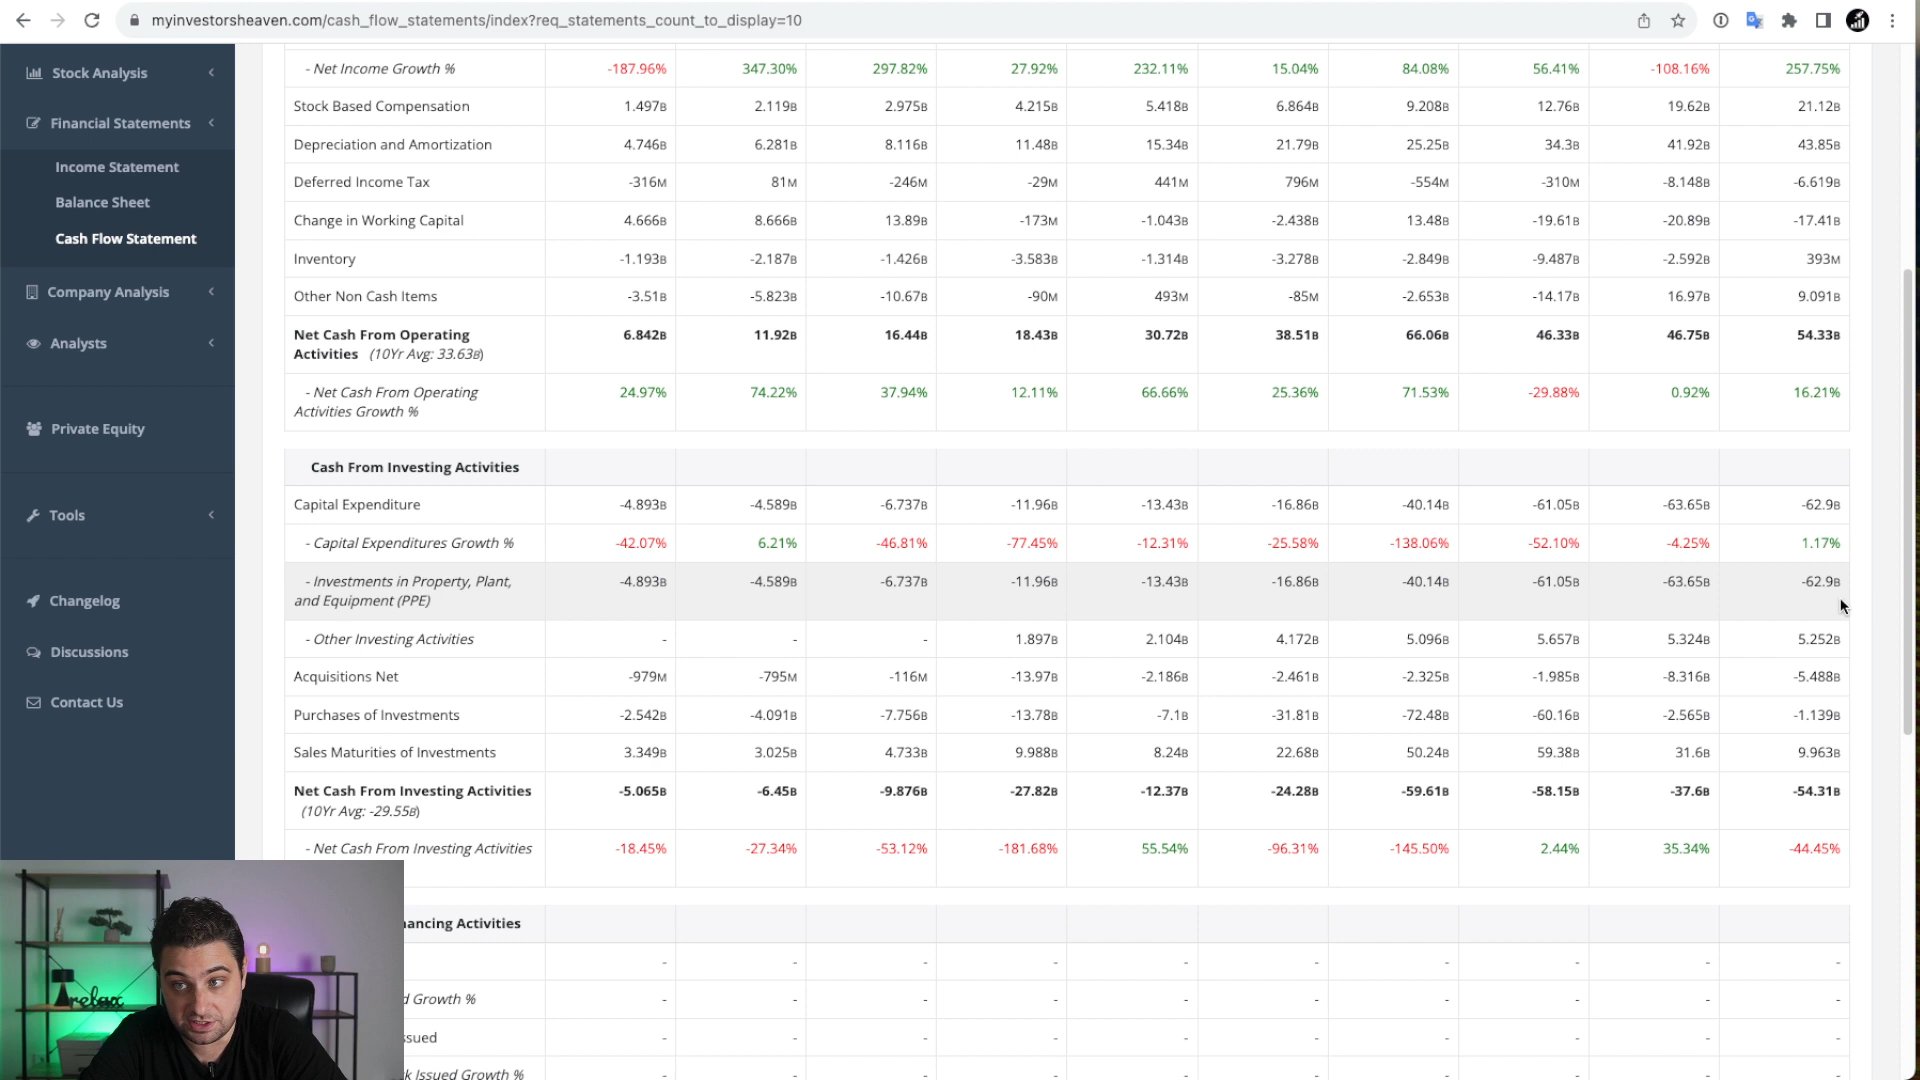 myinvestorsheaven.com/cash_flow_statements/index?req_statements_count_to_display=10
Stock Analysis
Financial Statements
Income Statement
Balance Sheet
Cash Flow Statement
Company Analysis
Analysts
Private Equity
Tools
Changelog
Discussions
Contact Us
- Net Income Growth % -187.96% 347.30% 297.82% 27.92% 232.11% 15.04% 84.08% 56.41% -108.16% 257.75%
Stock Based Compensation 1.497B 2.119B 2.975B 4.215B 5.418B 6.864B 9.208B 12.76B 19.62B 21.12B
Depreciation and Amortization 4.746B 6.281B 8.116B 11.48B 15.34B 21.79B 25.25B 34.3B 41.92B 43.85B
Deferred Income Tax -316M 81M -246M -29M 441M 796M -554M -310M -8.148B -6.619B
Change in Working Capital 4.666B 8.666B 13.89B -173M -1.043B -2.438B 13.48B -19.61B -20.89B -17.41B
Inventory -1.193B -2.187B -1.426B -3.583B -1.314B -3.278B -2.849B -9.487B -2.592B 393M
Other Non Cash Items -3.51B -5.823B -10.67B -90M 493M -85M -2.653B -14.17B 16.97B 9.091B
Net Cash From Operating 6.842B 11.92B 16.44B 18.43B 30.72B 38.51B 66.06B 46.33B 46.75B 54.33B
Activities (10Yr Avg: 33.63B)
- Net Cash From Operating 24.97% 74.22% 37.94% 12.11% 66.66% 25.36% 71.53% -29.88% 0.92% 16.21%
Activities Growth %
Cash From Investing Activities
Capital Expenditure -4.893B -4.589B -6.737B -11.96B -13.43B -16.86B -40.14B -61.05B -63.65B -62.9B
- Capital Expenditures Growth % -42.07% 6.21% -46.81% -77.45% -12.31% -25.58% -138.06% -52.10% -4.25% 1.17%
- Investments in Property, Plant, -4.893B -4.589B -6.737B -11.96B -13.43B -16.86B -40.14B -61.05B -63.65B -62.9B
and Equipment (PPE)
- Other Investing Activities - - - 1.897B 2.104B 4.172B 5.096B 5.657B 5.324B 5.252B
Acquisitions Net -979M -795M -116M -13.97B -2.186B -2.461B -2.325B -1.985B -8.316B -5.488B
Purchases of Investments -2.542B -4.091B -7.756B -13.78B -7.1B -31.81B -72.48B -60.16B -2.565B -1.139B
Sales Maturities of Investments 3.349B 3.025B 4.733B 9.988B 8.24B 22.68B 50.24B 59.38B 31.6B 9.963B
Net Cash From Investing Activities -5.065B -6.45B -9.876B -27.82B -12.37B -24.28B -59.61B -58.15B -37.6B -54.31B
(10Yr Avg: -29.55B)
- Net Cash From Investing Activities -18.45% -27.34% -53.12% -181.68% 55.54% -96.31% -145.50% 2.44% 35.34% -44.45%
ancing Activities
- - - - - - - - - -
d Growth % - - - - - - - - - -
ssued - - - - - - - - - -
k Issued Growth % - - - - - - - - - -
relax